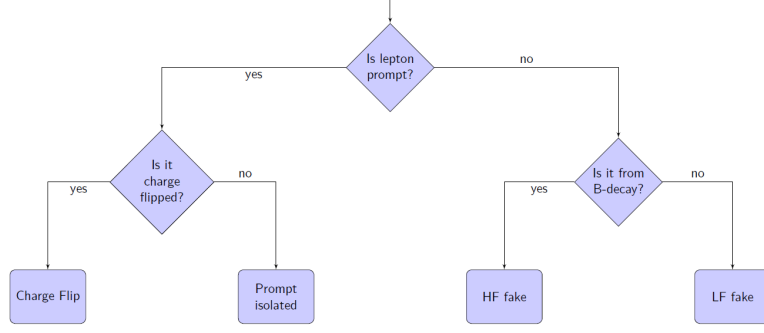 Is lepton
prompt?
yes
no
Is it
charge
flipped?
Is it from
B-decay?
yes
no
yes
no
Charge Flip
Prompt
isolated
HF fake
LF fake